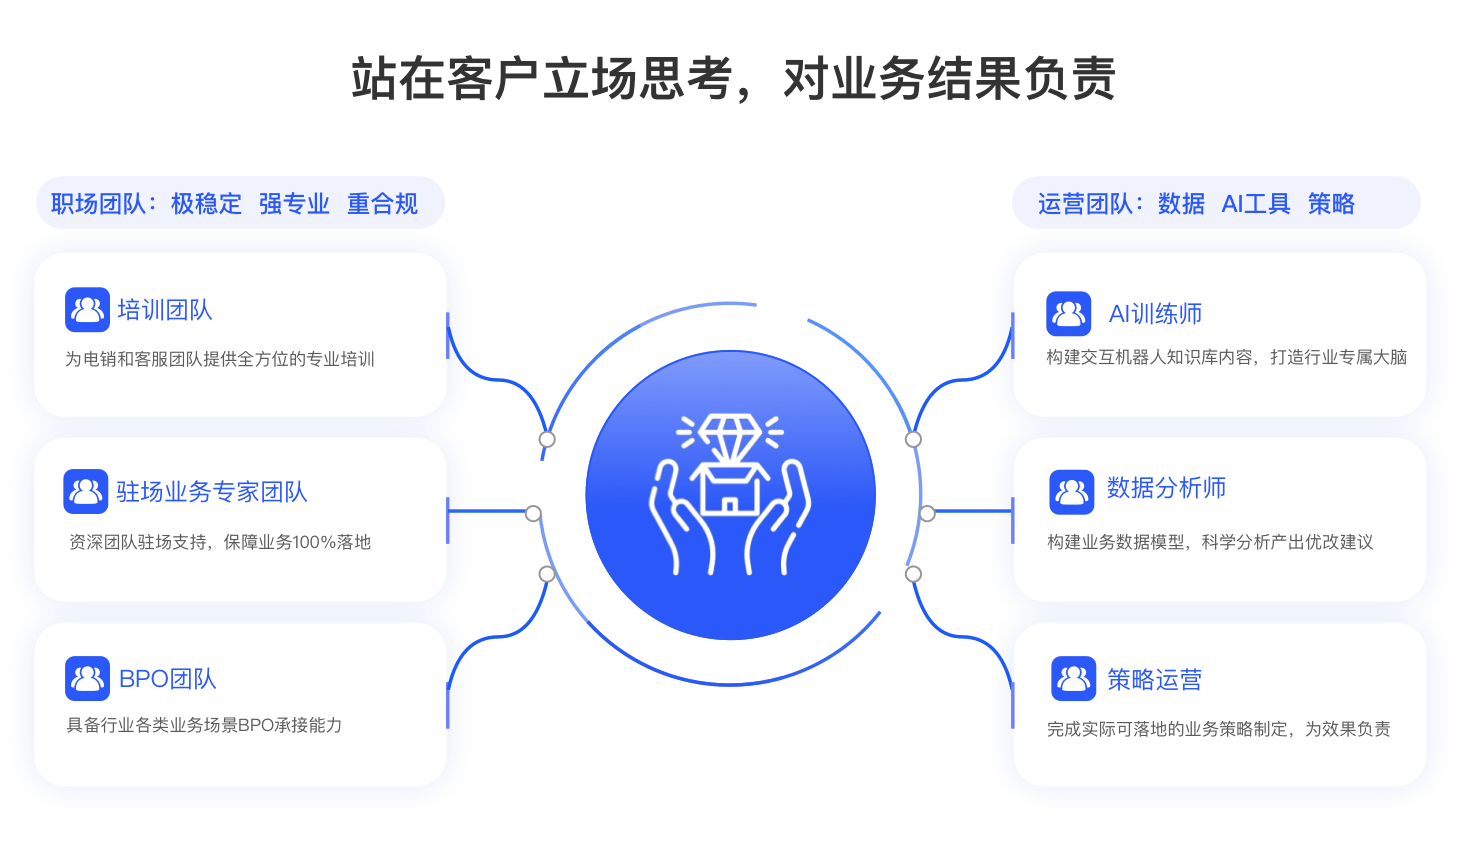 站在客户立场思考，对业务结果负责
职场团队：极稳定 强专业 重合规
培训团队
为电销和客服团队提供全方位的专业培训
驻场业务专家团队
资深团队驻场支持，保障业务100%落地
BPO团队
具备行业各类业务场景BPO承接能力
运营团队：数据 AI工具 策略
AI训练师
构建交互机器人知识库内容，打造行业专属大脑
数据分析师
构建业务数据模型，科学分析产出优改建议
策略运营
完成实际可落地的业务策略制定，为效果负责